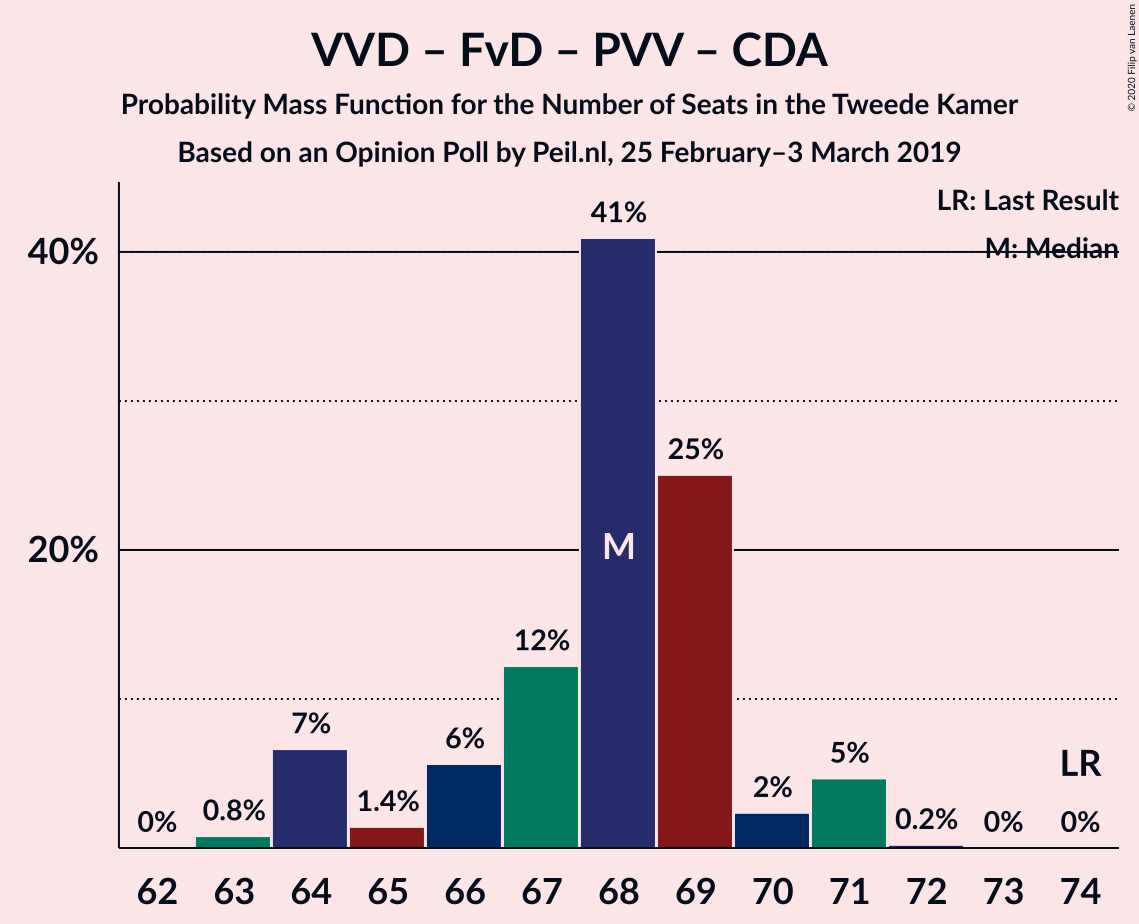 VVD – FvD – PVV – CDA
Probability Mass Function for the Number of Seats in the Tweede Kamer
Based on an Opinion Poll by Peil.nl, 25 February–3 March 2019
© 2020 Filip van Laenen
LR: Last Result
M: Median
40%
20%
0%
0.8%
7%
1.4%
6%
12%
41%
M
25%
2%
5%
0.2%
0%
LR
0%
62 63 64 65 66 67 68 69 70 71 72 73 74